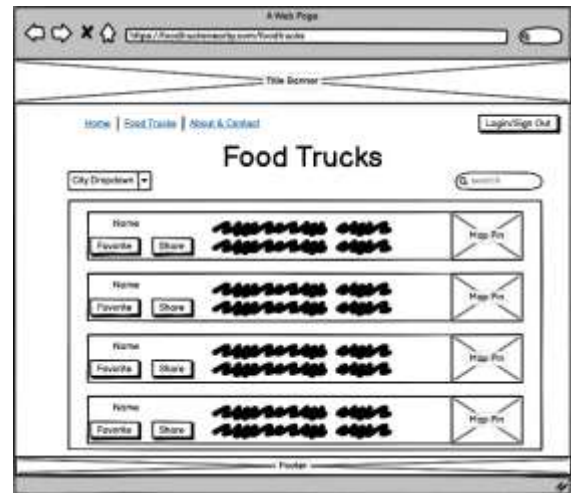 A Web Page
Title Banner
Home | Food Trucks | About & Contact
Login/Sign Out
Food Trucks
City Dropdown
search
Name
Favorite Share
Map Pin
Name
Favorite Share
Map Pin
Name
Favorite Share
Map Pin
Name
Favorite Share
Map Pin
Footer